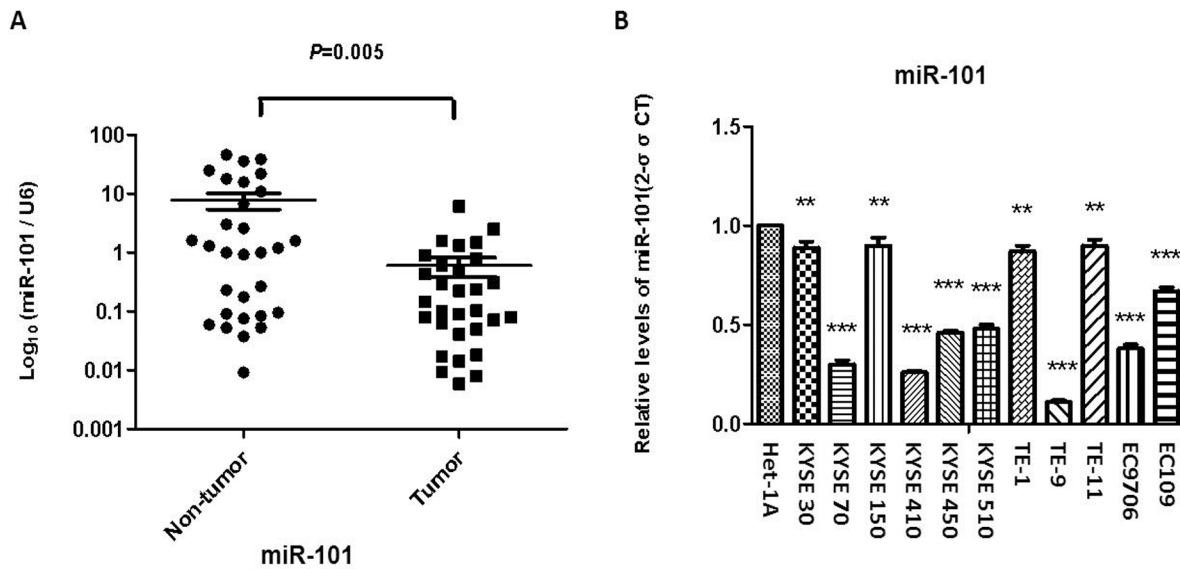 A
P=0.005
Log10 (miR-101 / U6)
100
10
1
0.1
0.01
0.001
Non-tumor
Tumor
miR-101
B
miR-101
Relative levels of miR-101(2-σ σ CT)
1.5
1.0
0.5
0.0
**
***
**
***
***
***
**
***
**
***
***
Het-1A
KYSE 30
KYSE 70
KYSE 150
KYSE 410
KYSE 450
KYSE 510
TE-1
TE-9
TE-11
EC9706
EC109